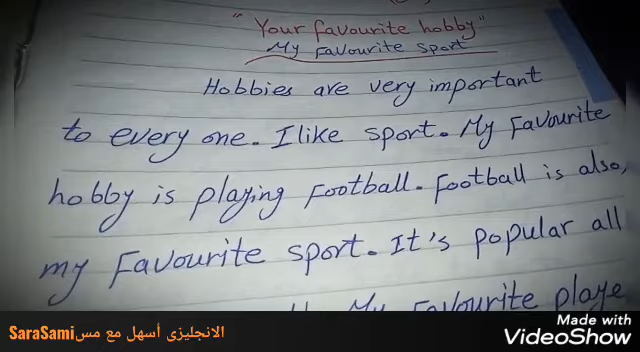 "Your favourite hobby"
My Favourite sport
Hobbies are very important
to every one. I like sport. My Favourite
hobby is playing Football. Football is also,
my Favourite sport. It's popular all
My Favourite playe
الانجليزى أسهل مع مس SaraSami
Made with
VideoShow